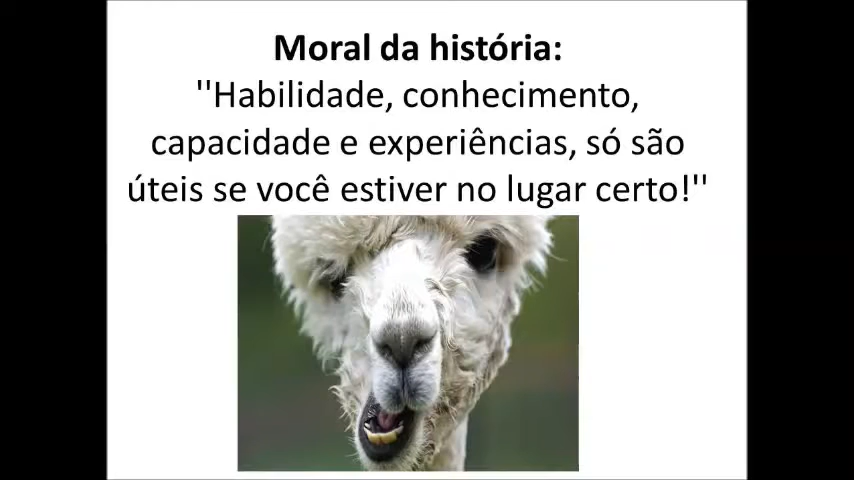 Moral da história:
''Habilidade, conhecimento,
capacidade e experiências, só são
úteis se você estiver no lugar certo!''